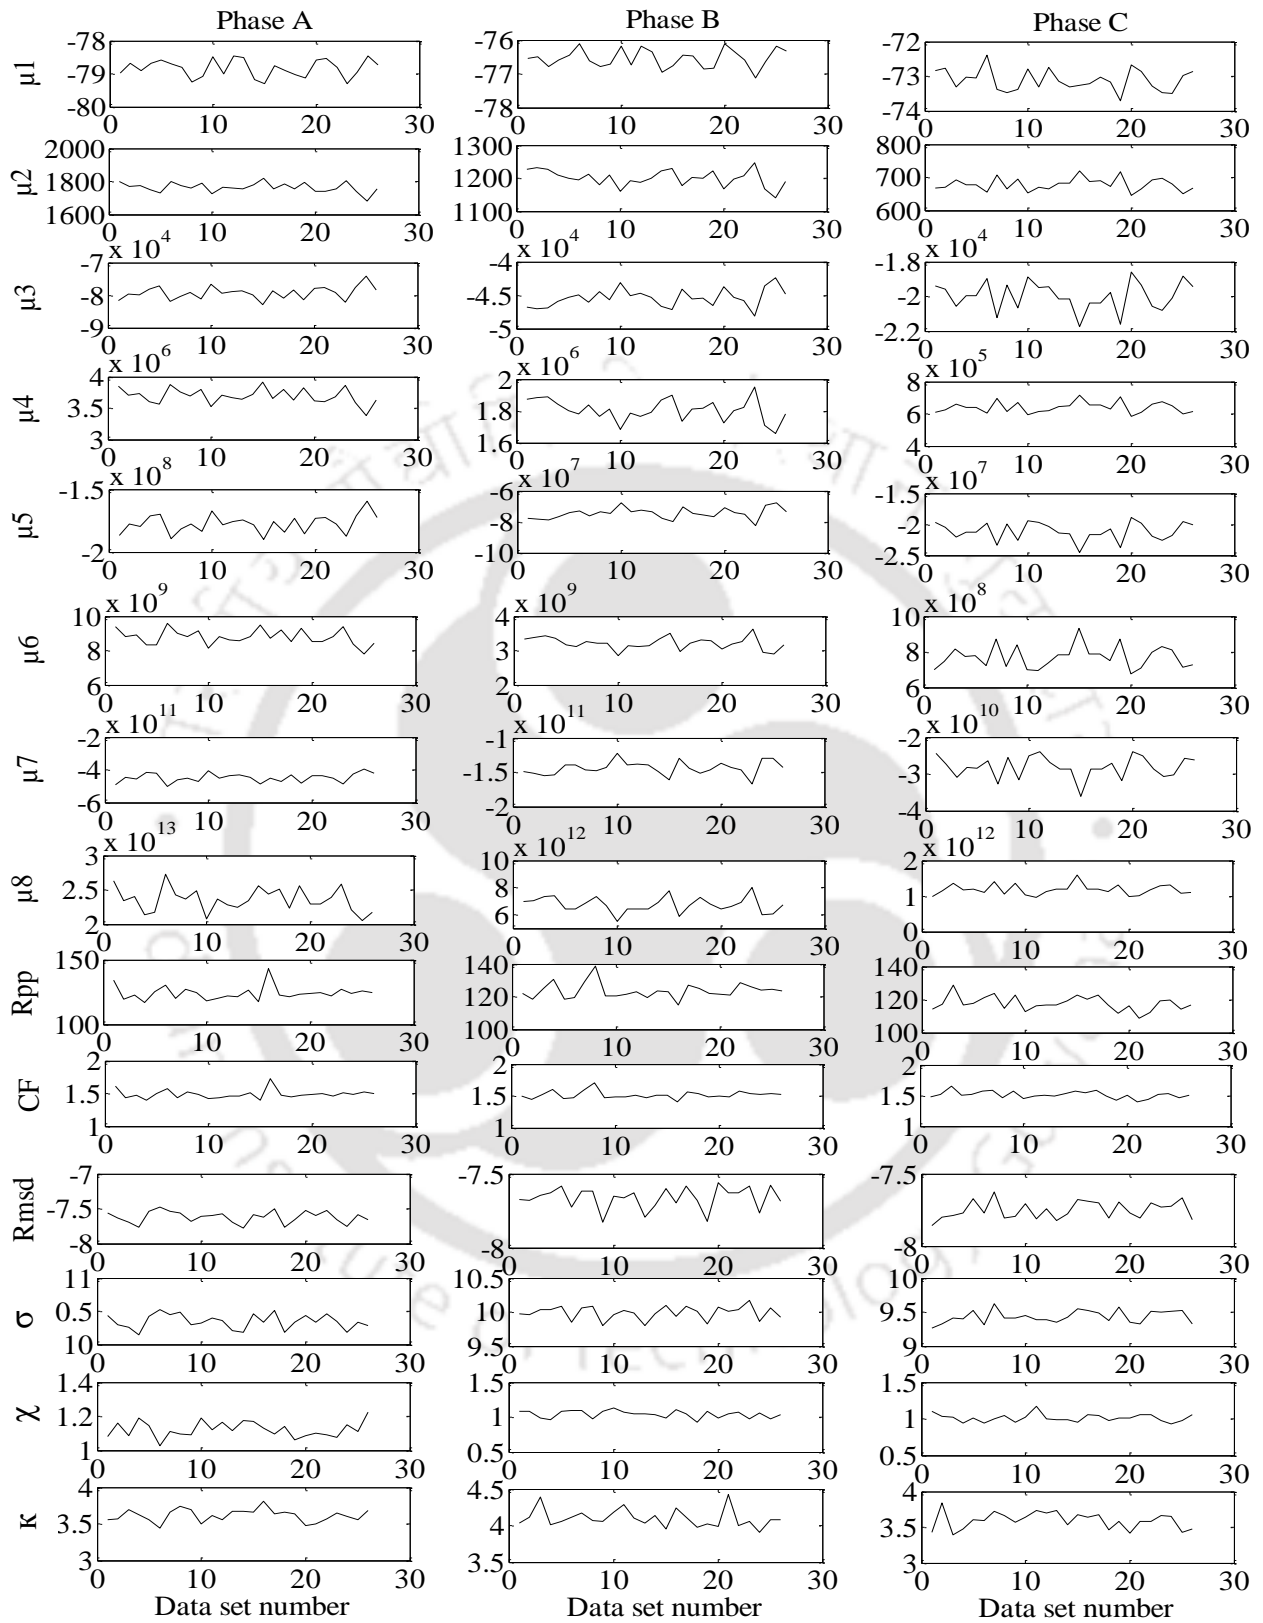 Phase A Phase B Phase C
μ1
-78 -79 -80
0 10 20 30
-76 -77 -78
0 10 20 30
-72 -73 -74
0 10 20 30
μ2
2000 1800 1600
0 10 20 30
1300 1200 1100
0 10 20 30
800 700 600
0 10 20 30
μ3
x 10^4
-7 -8 -9
0 10 20 30
x 10^4
-4 -4.5 -5
0 10 20 30
x 10^4
-1.8 -2 -2.2
0 10 20 30
μ4
x 10^6
4 3.5 3
0 10 20 30
x 10^6
2 1.8 1.6
0 10 20 30
x 10^5
8 6 4
0 10 20 30
μ5
x 10^8
-1.5 -2
0 10 20 30
x 10^7
-6 -8 -10
0 10 20 30
x 10^7
-1.5 -2 -2.5
0 10 20 30
μ6
x 10^9
10 8 6
0 10 20 30
x 10^9
4 3 2
0 10 20 30
x 10^8
10 8 6
0 10 20 30
μ7
x 10^11
-2 -4 -6
0 10 20 30
x 10^11
-1 -1.5 -2
0 10 20 30
x 10^10
-2 -3 -4
0 10 20 30
μ8
x 10^13
3 2.5 2
0 10 20 30
x 10^12
10 8 6
0 10 20 30
x 10^12
2 1 0
0 10 20 30
Rpp
150 100
0 10 20 30
140 120 100
0 10 20 30
140 120 100
0 10 20 30
CF
2 1.5 1
0 10 20 30
2 1.5 1
0 10 20 30
2 1.5 1
0 10 20 30
Rmsd
-7 -7.5 -8
0 10 20 30
-7.5 -8
0 10 20 30
-7.5 -8
0 10 20 30
σ
11 0.5 10
0 10 20 30
10.5 10 9.5
0 10 20 30
10 9.5 9
0 10 20 30
χ
1.4 1.2 1
0 10 20 30
1.5 1 0.5
0 10 20 30
1.5 1 0.5
0 10 20 30
κ
4 3.5 3
0 10 20 30
4.5 4 3.5
0 10 20 30
4 3.5 3
0 10 20 30
Data set number Data set number Data set number